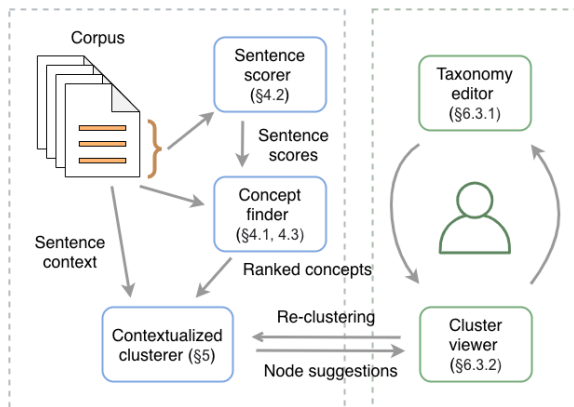 Corpus
Sentence
scorer
(§4.2)
Sentence
scores
Concept
finder
(§4.1, 4.3)
Sentence
context
Ranked concepts
Contextualized
clusterer (§5)
Re-clustering
Node suggestions
Taxonomy
editor
(§6.3.1)
Cluster
viewer
(§6.3.2)